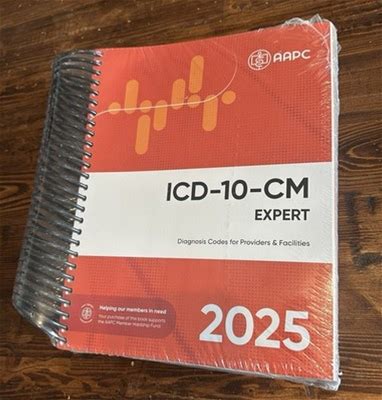 AAPC
ICD-10-CM
EXPERT
Diagnosis Codes for Providers & Facilities
Helping our members in need
Your purchase of this book supports
the AAPC Member Hardship Fund.
2025